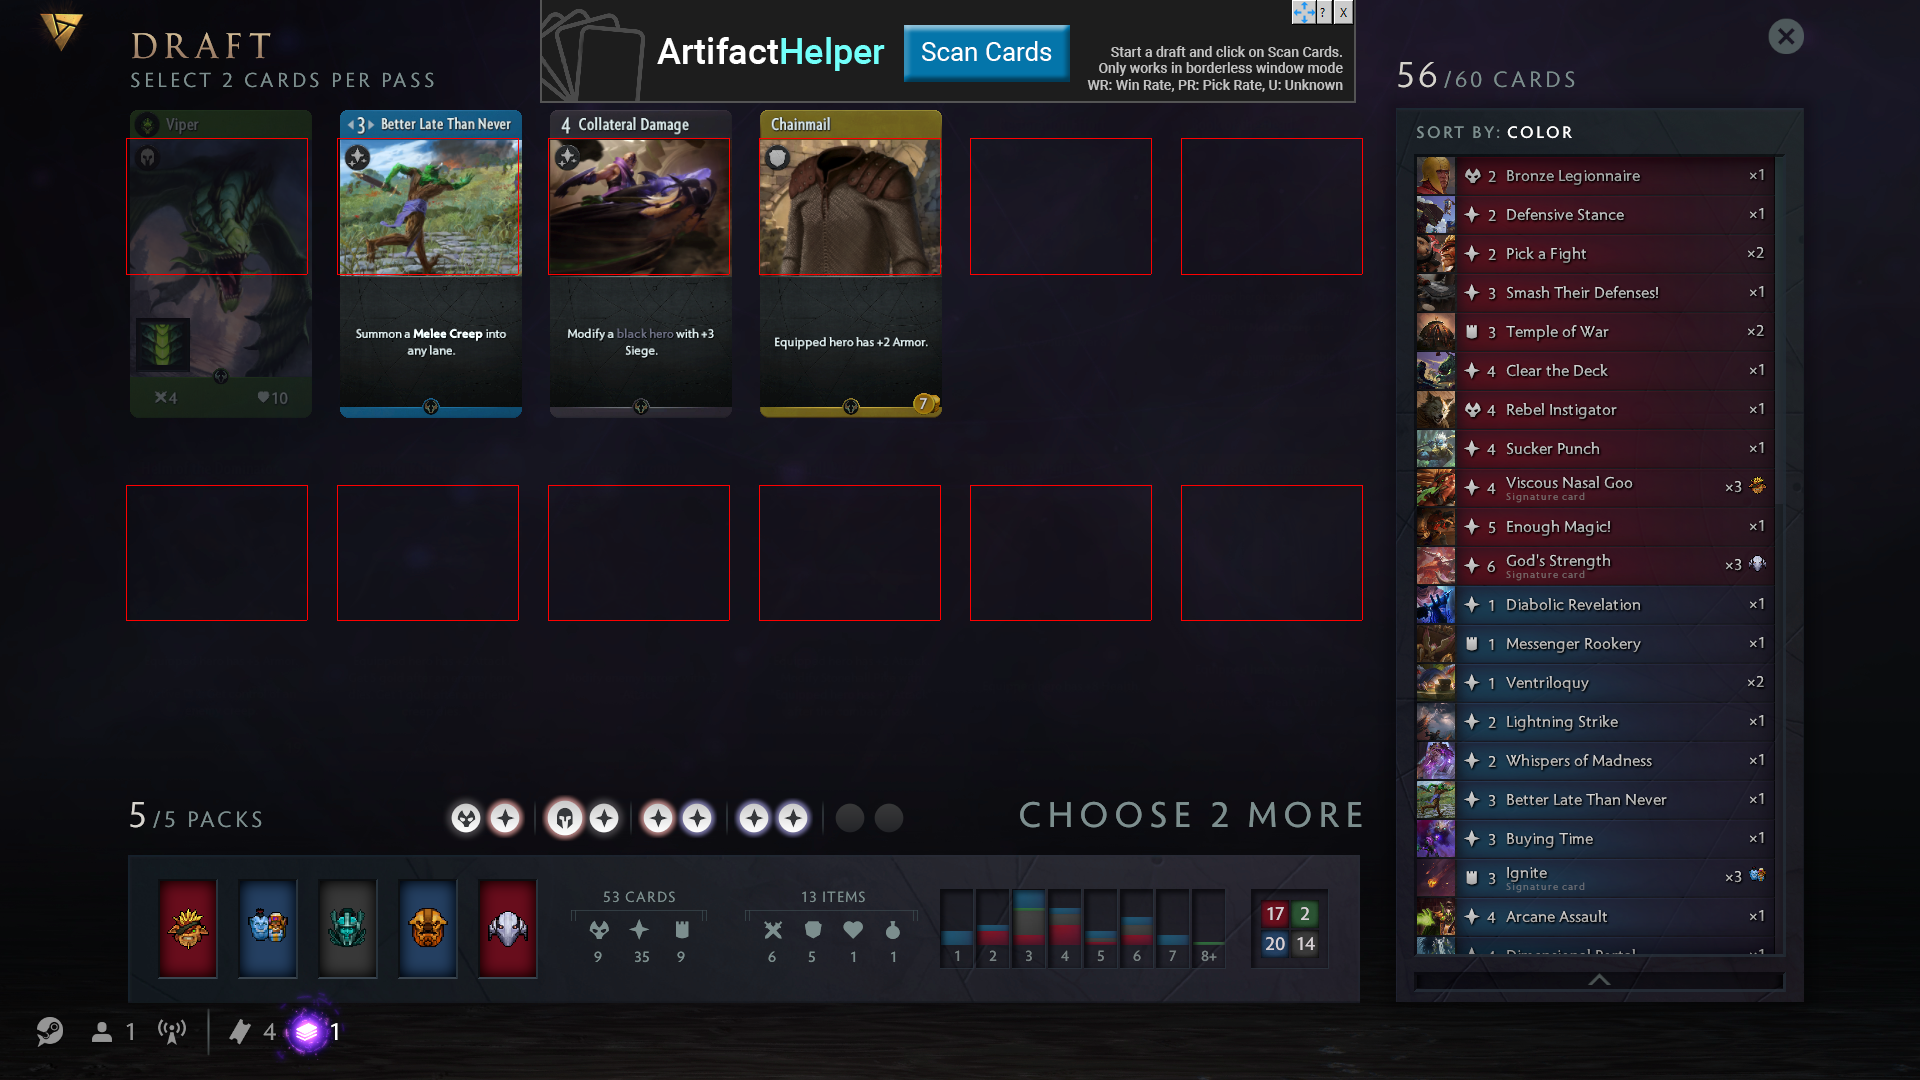 DRAFT
SELECT 2 CARDS PER PASS
ArtifactHelper
Scan Cards
? X
Start a draft and click on Scan Cards.
Only works in borderless window mode
WR: Win Rate, PR: Pick Rate, U: Unknown
56/60 CARDS
SORT BY: COLOR
Viper
4 10
3 Better Late Than Never
Summon a Melee Creep into
any lane.
4 Collateral Damage
Modify a black hero with +3
Siege.
Chainmail
Equipped hero has +2 Armor.
7
2 Bronze Legionnaire ×1
2 Defensive Stance ×1
2 Pick a Fight ×2
3 Smash Their Defenses! ×1
3 Temple of War ×2
4 Clear the Deck ×1
4 Rebel Instigator ×1
4 Sucker Punch ×1
4 Viscous Nasal Goo ×3
Signature card
5 Enough Magic! ×1
6 God's Strength ×3
Signature card
1 Diabolic Revelation ×1
1 Messenger Rookery ×1
1 Ventriloquy ×2
2 Lightning Strike ×1
2 Whispers of Madness ×1
3 Better Late Than Never ×1
3 Buying Time ×1
3 Ignite ×3
Signature card
4 Arcane Assault ×1
4 Dimensional Portal ×1
5/5 PACKS
CHOOSE 2 MORE
53 CARDS
9 35 9
13 ITEMS
6 5 1 1
1 2 3 4 5 6 7 8+
17 2
20 14
1 4 1